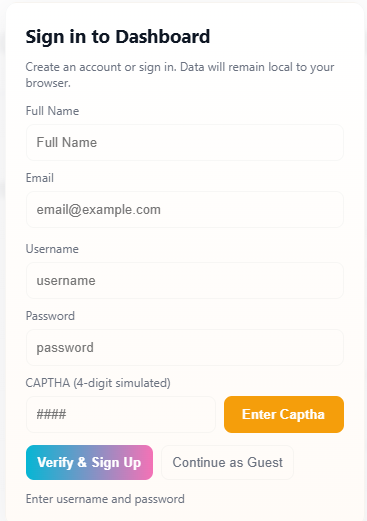 Sign in to Dashboard
Create an account or sign in. Data will remain local to your
browser.
Full Name
Full Name
Email
email@example.com
Username
username
Password
password
CAPTHA (4-digit simulated)
#### Enter Captha
Verify & Sign Up Continue as Guest
Enter username and password